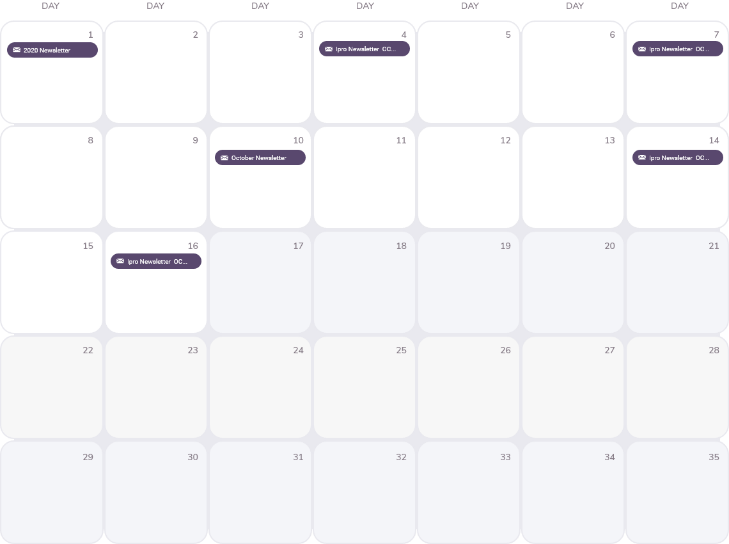 DAY DAY DAY DAY DAY DAY DAY
1 2 3 4 5 6 7
2020 Newsletter
Ipro Newsletter OC...
Ipro Newsletter OC...
8 9 10 11 12 13 14
October Newsletter
Ipro Newsletter OC...
15 16 17 18 19 20 21
Ipro Newsletter OC...
22 23 24 25 26 27 28
29 30 31 32 33 34 35